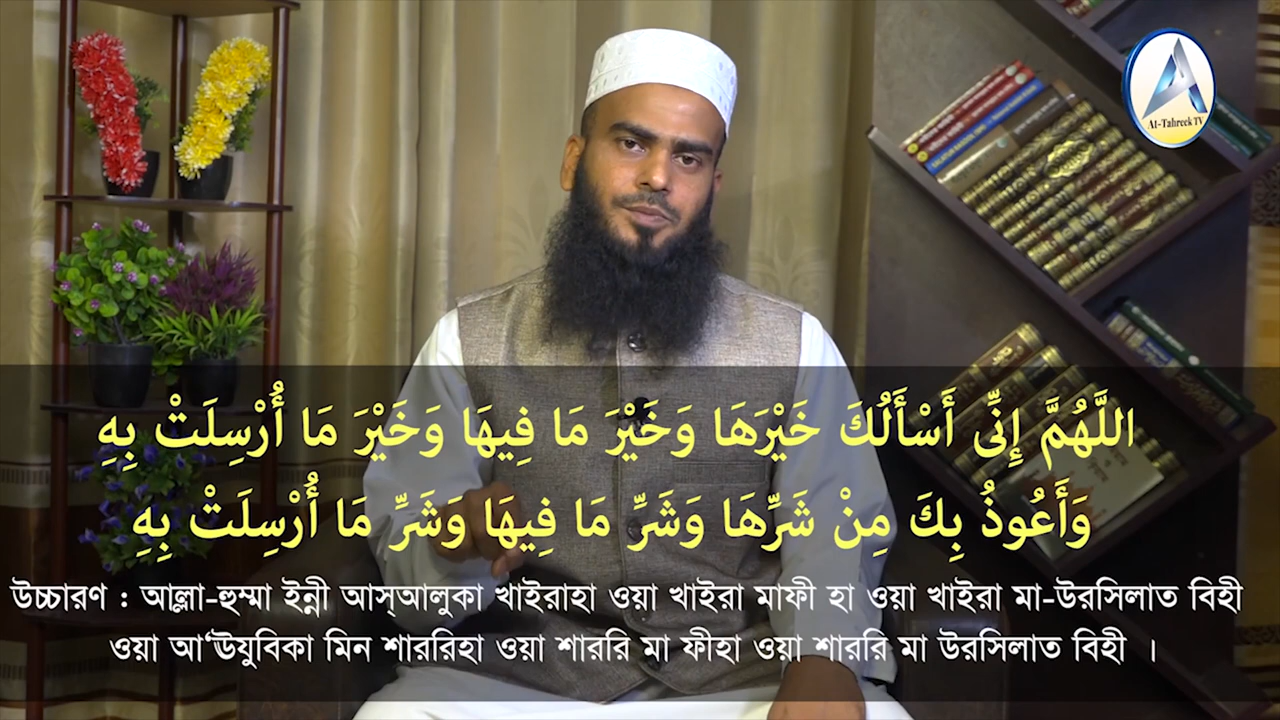 At-Tahreek TV
اللَّهُمَّ إِنِّى أَسْأَلُكَ خَيْرَهَا وَخَيْرَ مَا فِيهَا وَخَيْرَ مَا أُرْسِلَتْ بِهِ
وَأَعُوذُ بِكَ مِنْ شَرِّهَا وَشَرِّ مَا فِيهَا وَشَرِّ مَا أُرْسِلَتْ بِهِ
উচ্চারণ : আল্লা-হুম্মা ইন্নী আস্আলুকা খাইরাহা ওয়া খাইরা মাফী হা ওয়া খাইরা মা-উরসিলাত বিহী
ওয়া আ‘ঊযুবিকা মিন শাররিহা ওয়া শাররি মা ফীহা ওয়া শাররি মা উরসিলাত বিহী ।